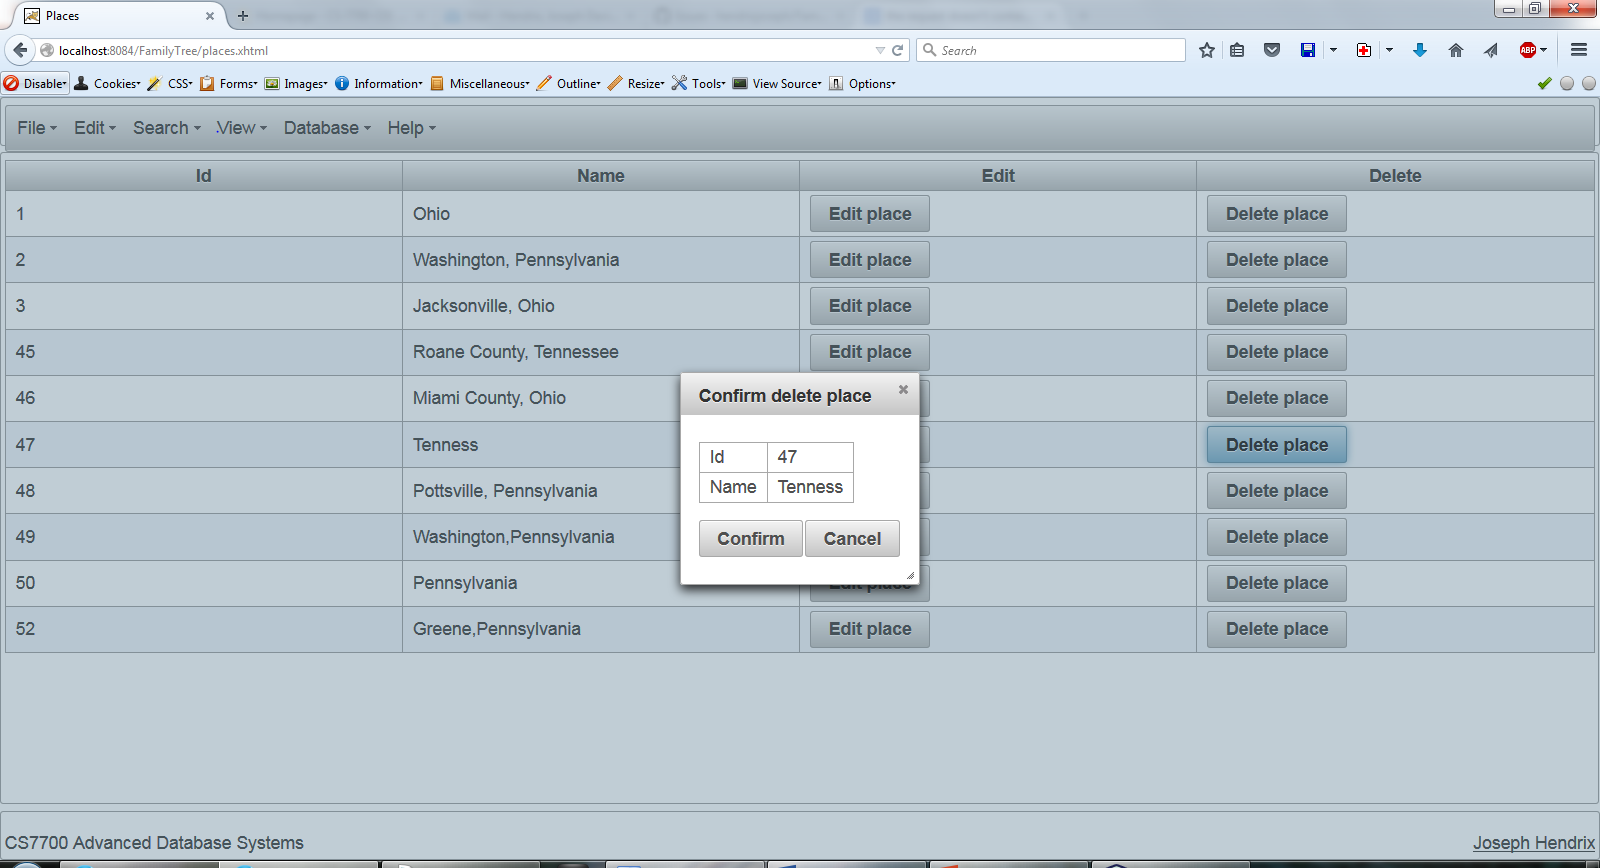 Places
localhost:8084/FamilyTree/places.xhtml
Search
ABP
Disable Cookies CSS Forms Images Information Miscellaneous Outline Resize Tools View Source Options
File Edit Search View Database Help
Id Name Edit Delete
1 Ohio Edit place Delete place
2 Washington, Pennsylvania Edit place Delete place
3 Jacksonville, Ohio Edit place Delete place
45 Roane County, Tennessee Edit place Delete place
46 Miami County, Ohio Delete place
47 Tenness Delete place
48 Pottsville, Pennsylvania Delete place
49 Washington,Pennsylvania Delete place
50 Pennsylvania Edit place Delete place
52 Greene,Pennsylvania Edit place Delete place
Confirm delete place
Id 47
Name Tenness
Confirm Cancel
CS7700 Advanced Database Systems
Joseph Hendrix